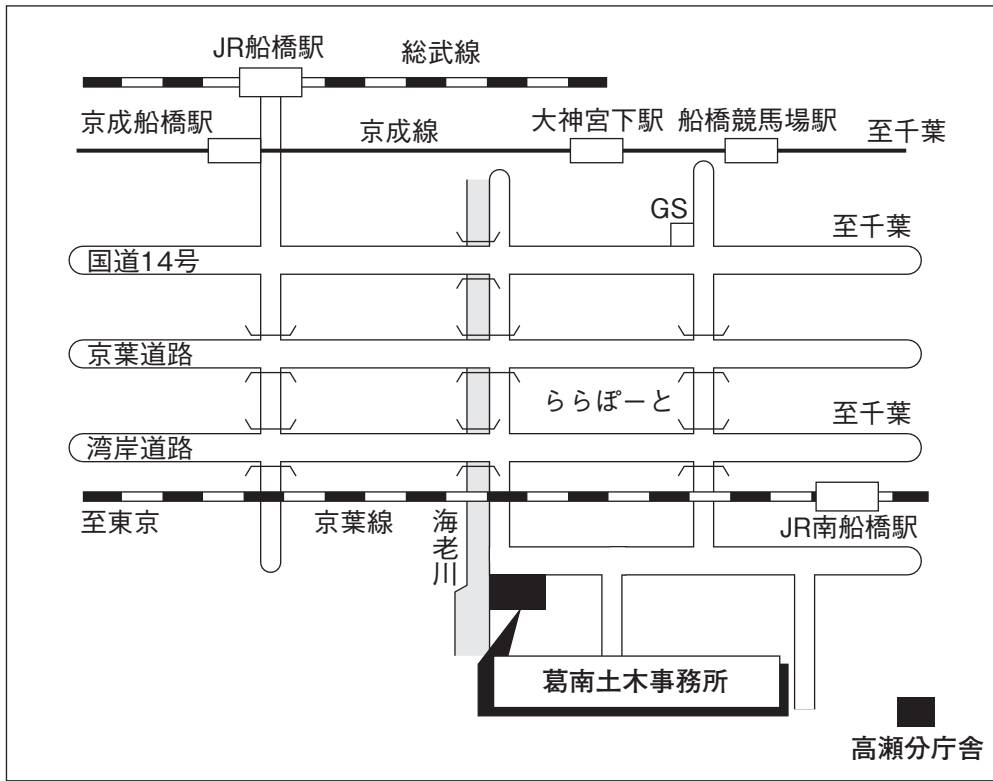 JR船橋駅
総武線
京成船橋駅
京成線
大神宮下駅
船橋競馬場駅
至千葉
GS
至千葉
国道14号
京葉道路
ららぽーと
至千葉
湾岸道路
至東京
京葉線
海老川
JR南船橋駅
葛南土木事務所
高瀬分庁舎